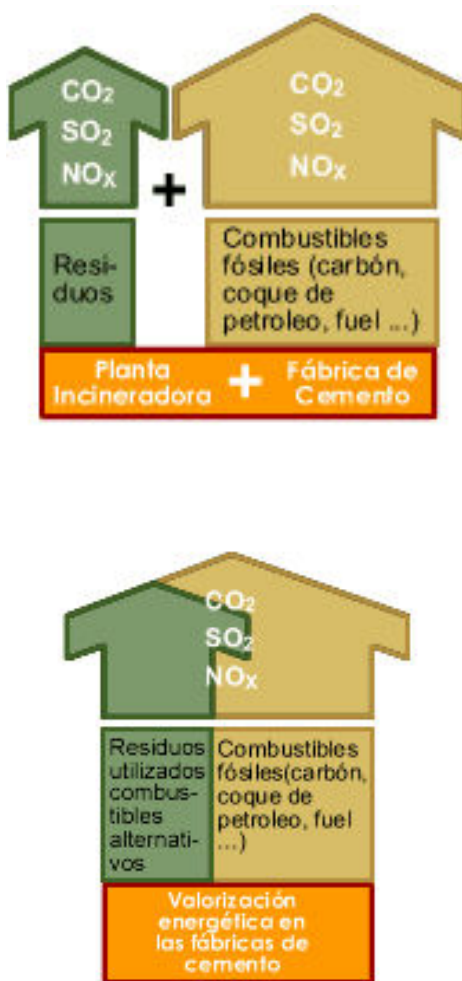 CO₂
SO₂
NOₓ
+
CO₂
SO₂
NOₓ
Resi-
duos
Combustibles
fósiles (carbón,
coque de
petroleo, fuel ...)
Planta
Incineradora
+
Fábrica de
Cemento
CO₂
SO₂
NOₓ
Residuos
utilizados
combus-
tibles
alternati-
vos
Combustibles
fósiles(carbón,
coque de
petroleo, fuel
...)
Valorización
energética en
las fábricas de
cemento